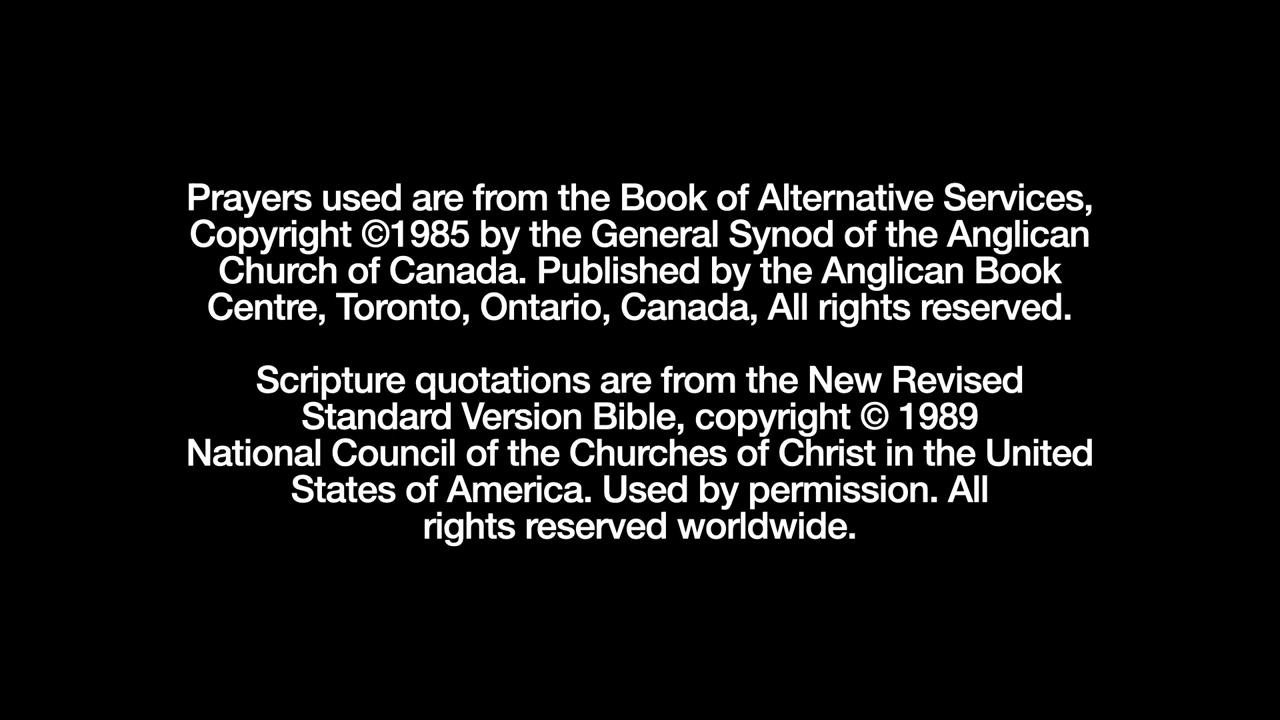 Prayers used are from the Book of Alternative Services,
Copyright ©1985 by the General Synod of the Anglican
Church of Canada. Published by the Anglican Book
Centre, Toronto, Ontario, Canada, All rights reserved.
Scripture quotations are from the New Revised
Standard Version Bible, copyright © 1989
National Council of the Churches of Christ in the United
States of America. Used by permission. All
rights reserved worldwide.